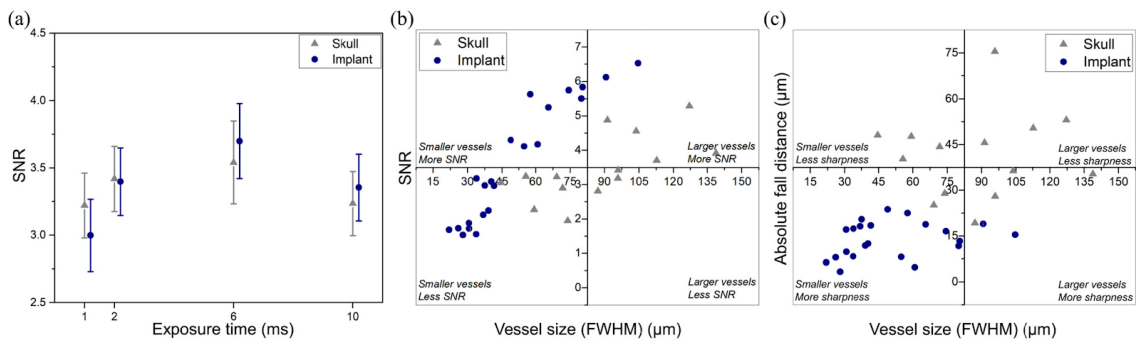 (a)
4.5
4.0
3.5
3.0
2.5
SNR
1
2
6
10
Exposure time (ms)
Skull
Implant
(b)
Skull
Implant
7
6
5
4
3
2
1
0
SNR
15 30 45 60 75 90 105 120 135 150
Smaller vessels
More SNR
Larger vessels
More SNR
Smaller vessels
Less SNR
Larger vessels
Less SNR
Vessel size (FWHM) (μm)
(c)
Skull
Implant
75
60
45
30
15
0
Absolute fall distance (μm)
15 30 45 60 75 90 105 120 135 150
Smaller vessels
Less sharpness
Larger vessels
Less sharpness
Smaller vessels
More sharpness
Larger vessels
More sharpness
Vessel size (FWHM) (μm)